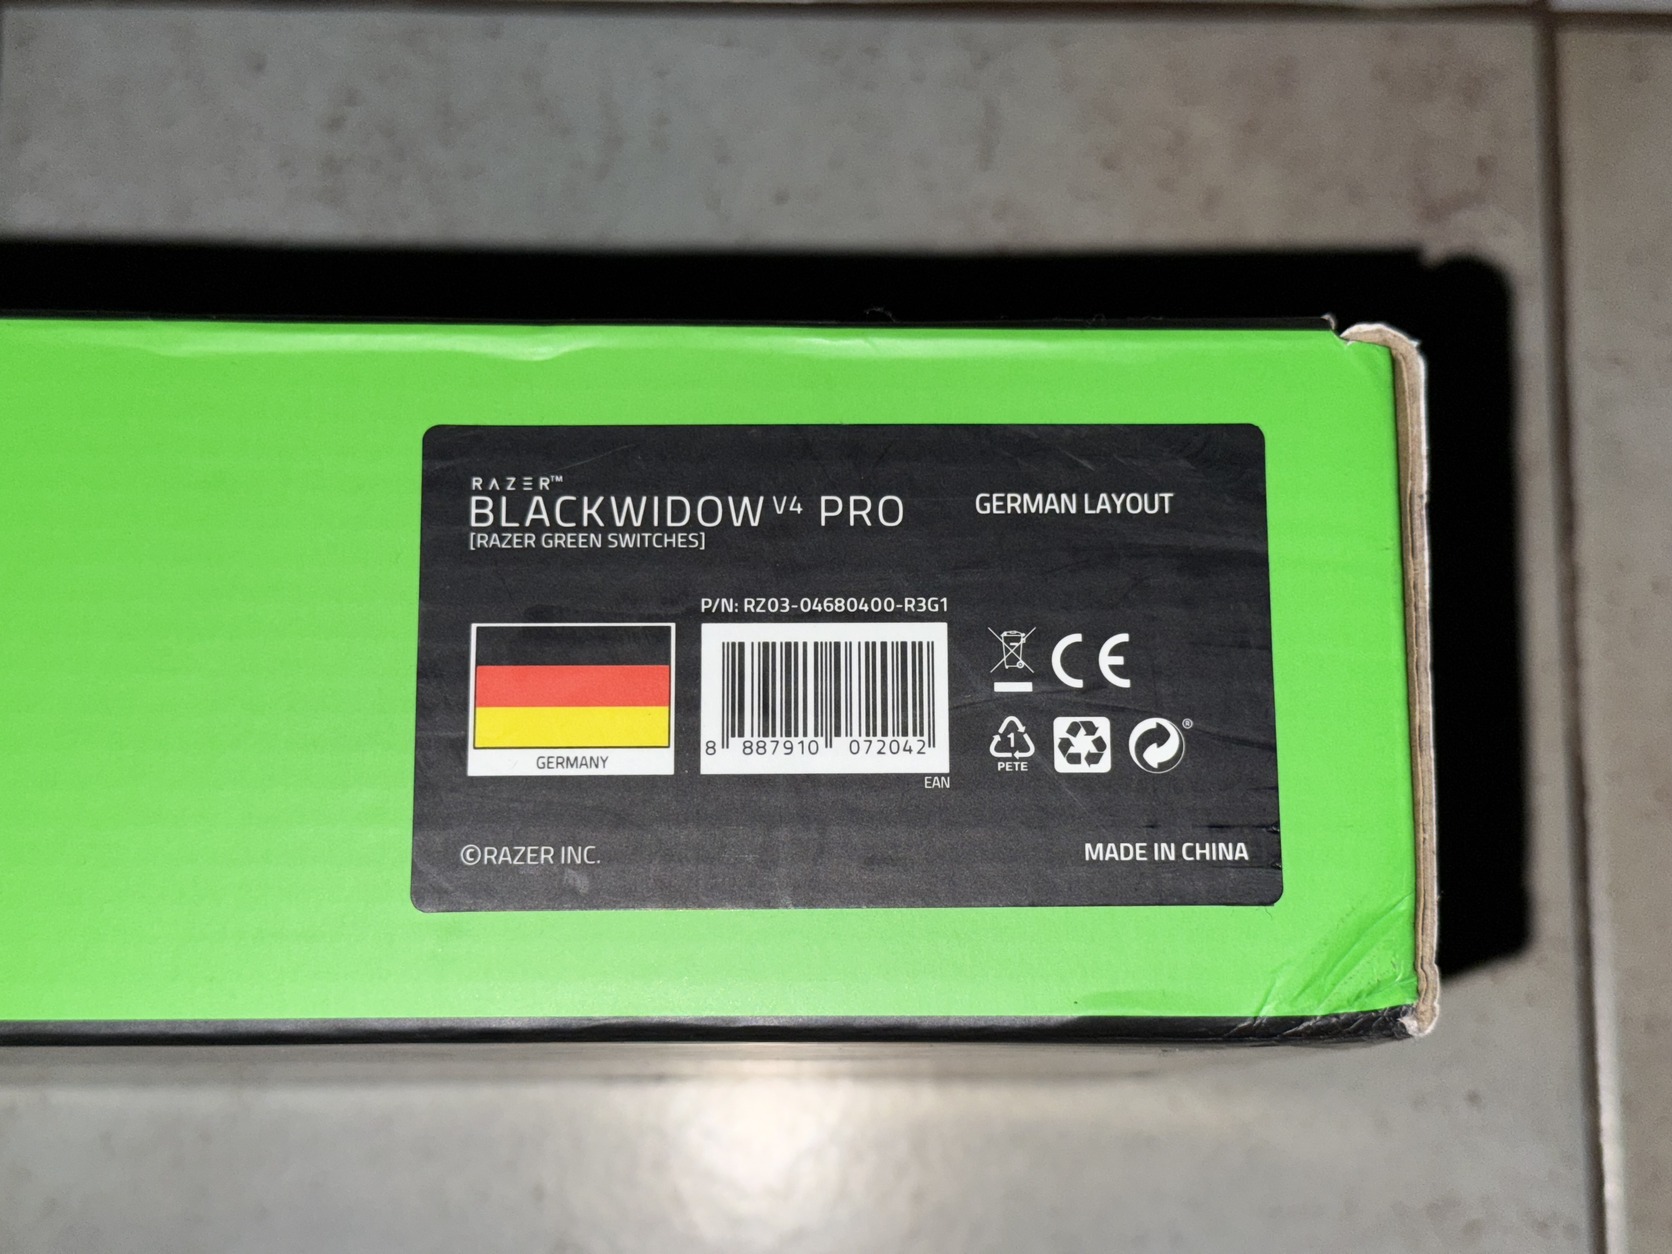 RAZER™
BLACKWIDOW V4 PRO
[RAZER GREEN SWITCHES]
GERMAN LAYOUT
P/N: RZ03-04680400-R3G1
GERMANY
8 887910 072042
EAN
CE
1
PETE
®
©RAZER INC.
MADE IN CHINA